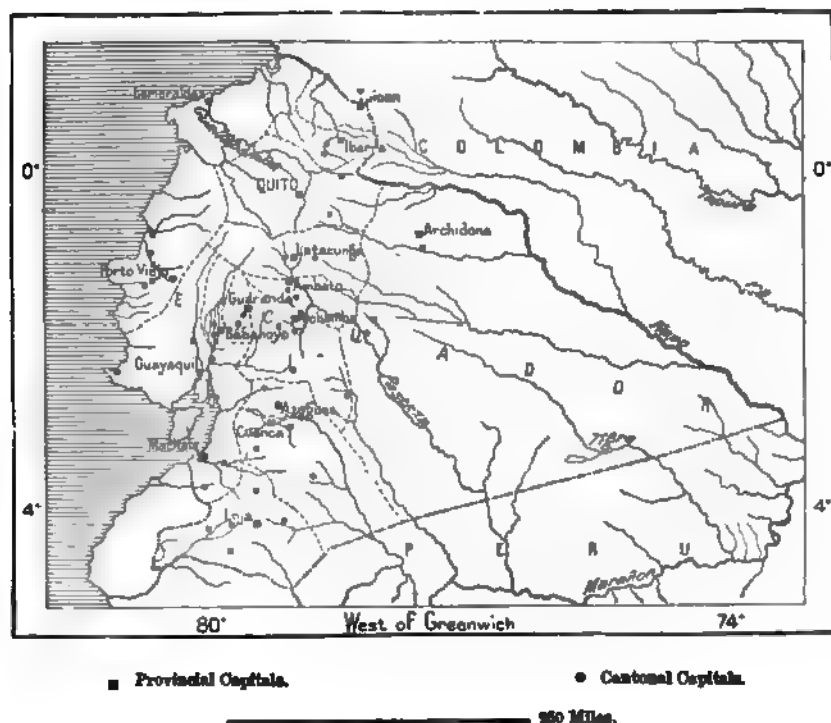 Tulcan
Ibarra
C O L O M B I A
0°
0°
QUITO
Archidona
Latacunga
Porto Viejo
Ambato
E
Guaranda
C
Riobamba
U
Babahoyo
Guayaquil
A
D
O
R
Azogues
Cuenca
Machala
Tigre
4°
4°
Loja
P E R U
Marañon
80°
West of Greenwich
74°
Provincial Capitals.
Cantonal Capitals.
250 Miles.